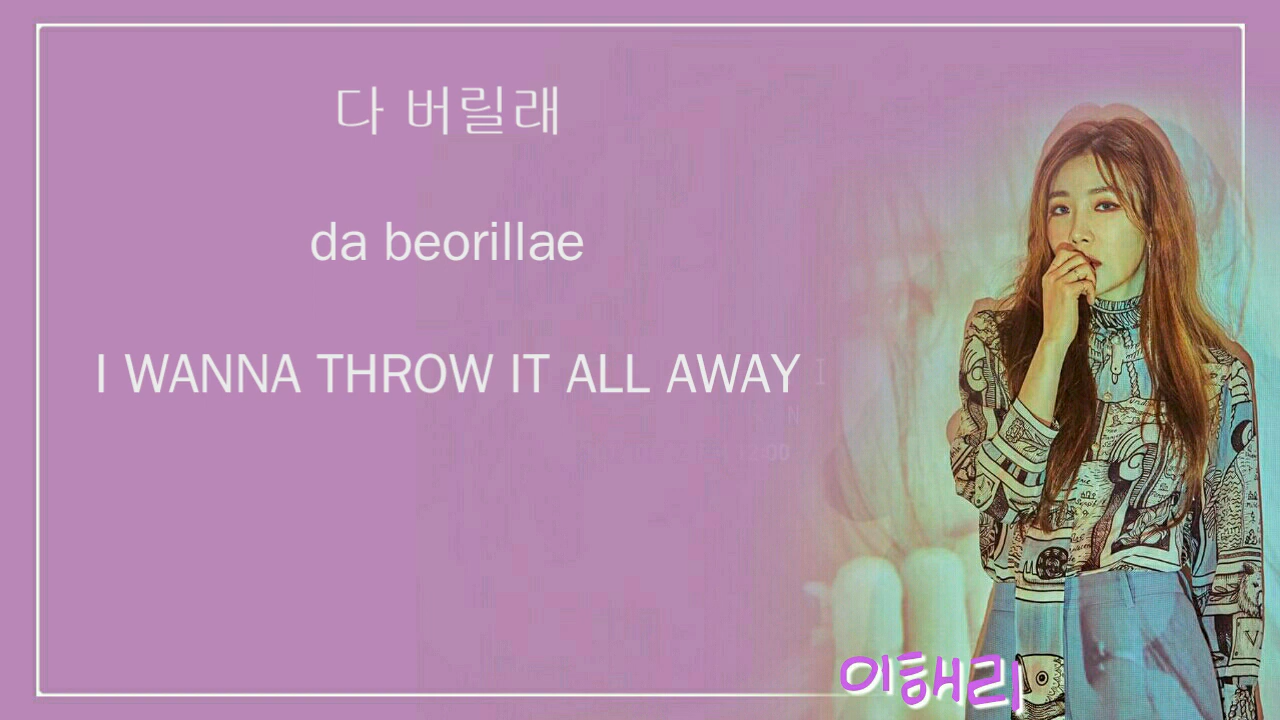 다 버릴래
da beorillae
I WANNA THROW IT ALL AWAY
이해리